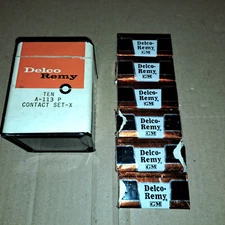 Delco
Remy
TEN
A-113 P
CONTACT SET-X
Delco-
Remy
GM
Delco-
Remy
GM
Delco-
Remy
GM
Delco-
Remy
GM
Delco-
Remy
GM
Delco-
Remy
GM